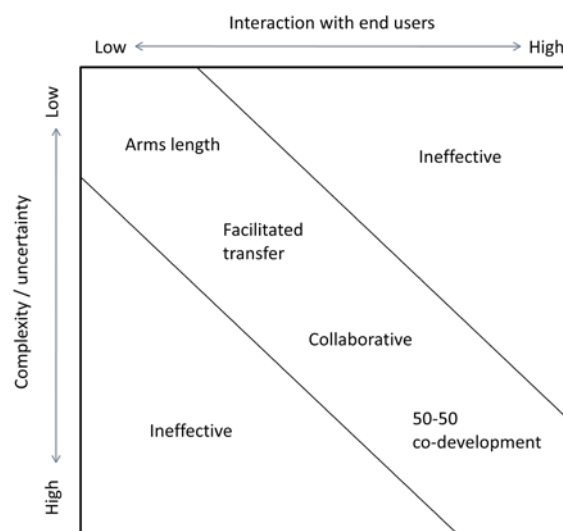 Interaction with end users
Low
High
Low
Complexity / uncertainty
High
Arms length
Ineffective
Facilitated
transfer
Collaborative
Ineffective
50-50
co-development